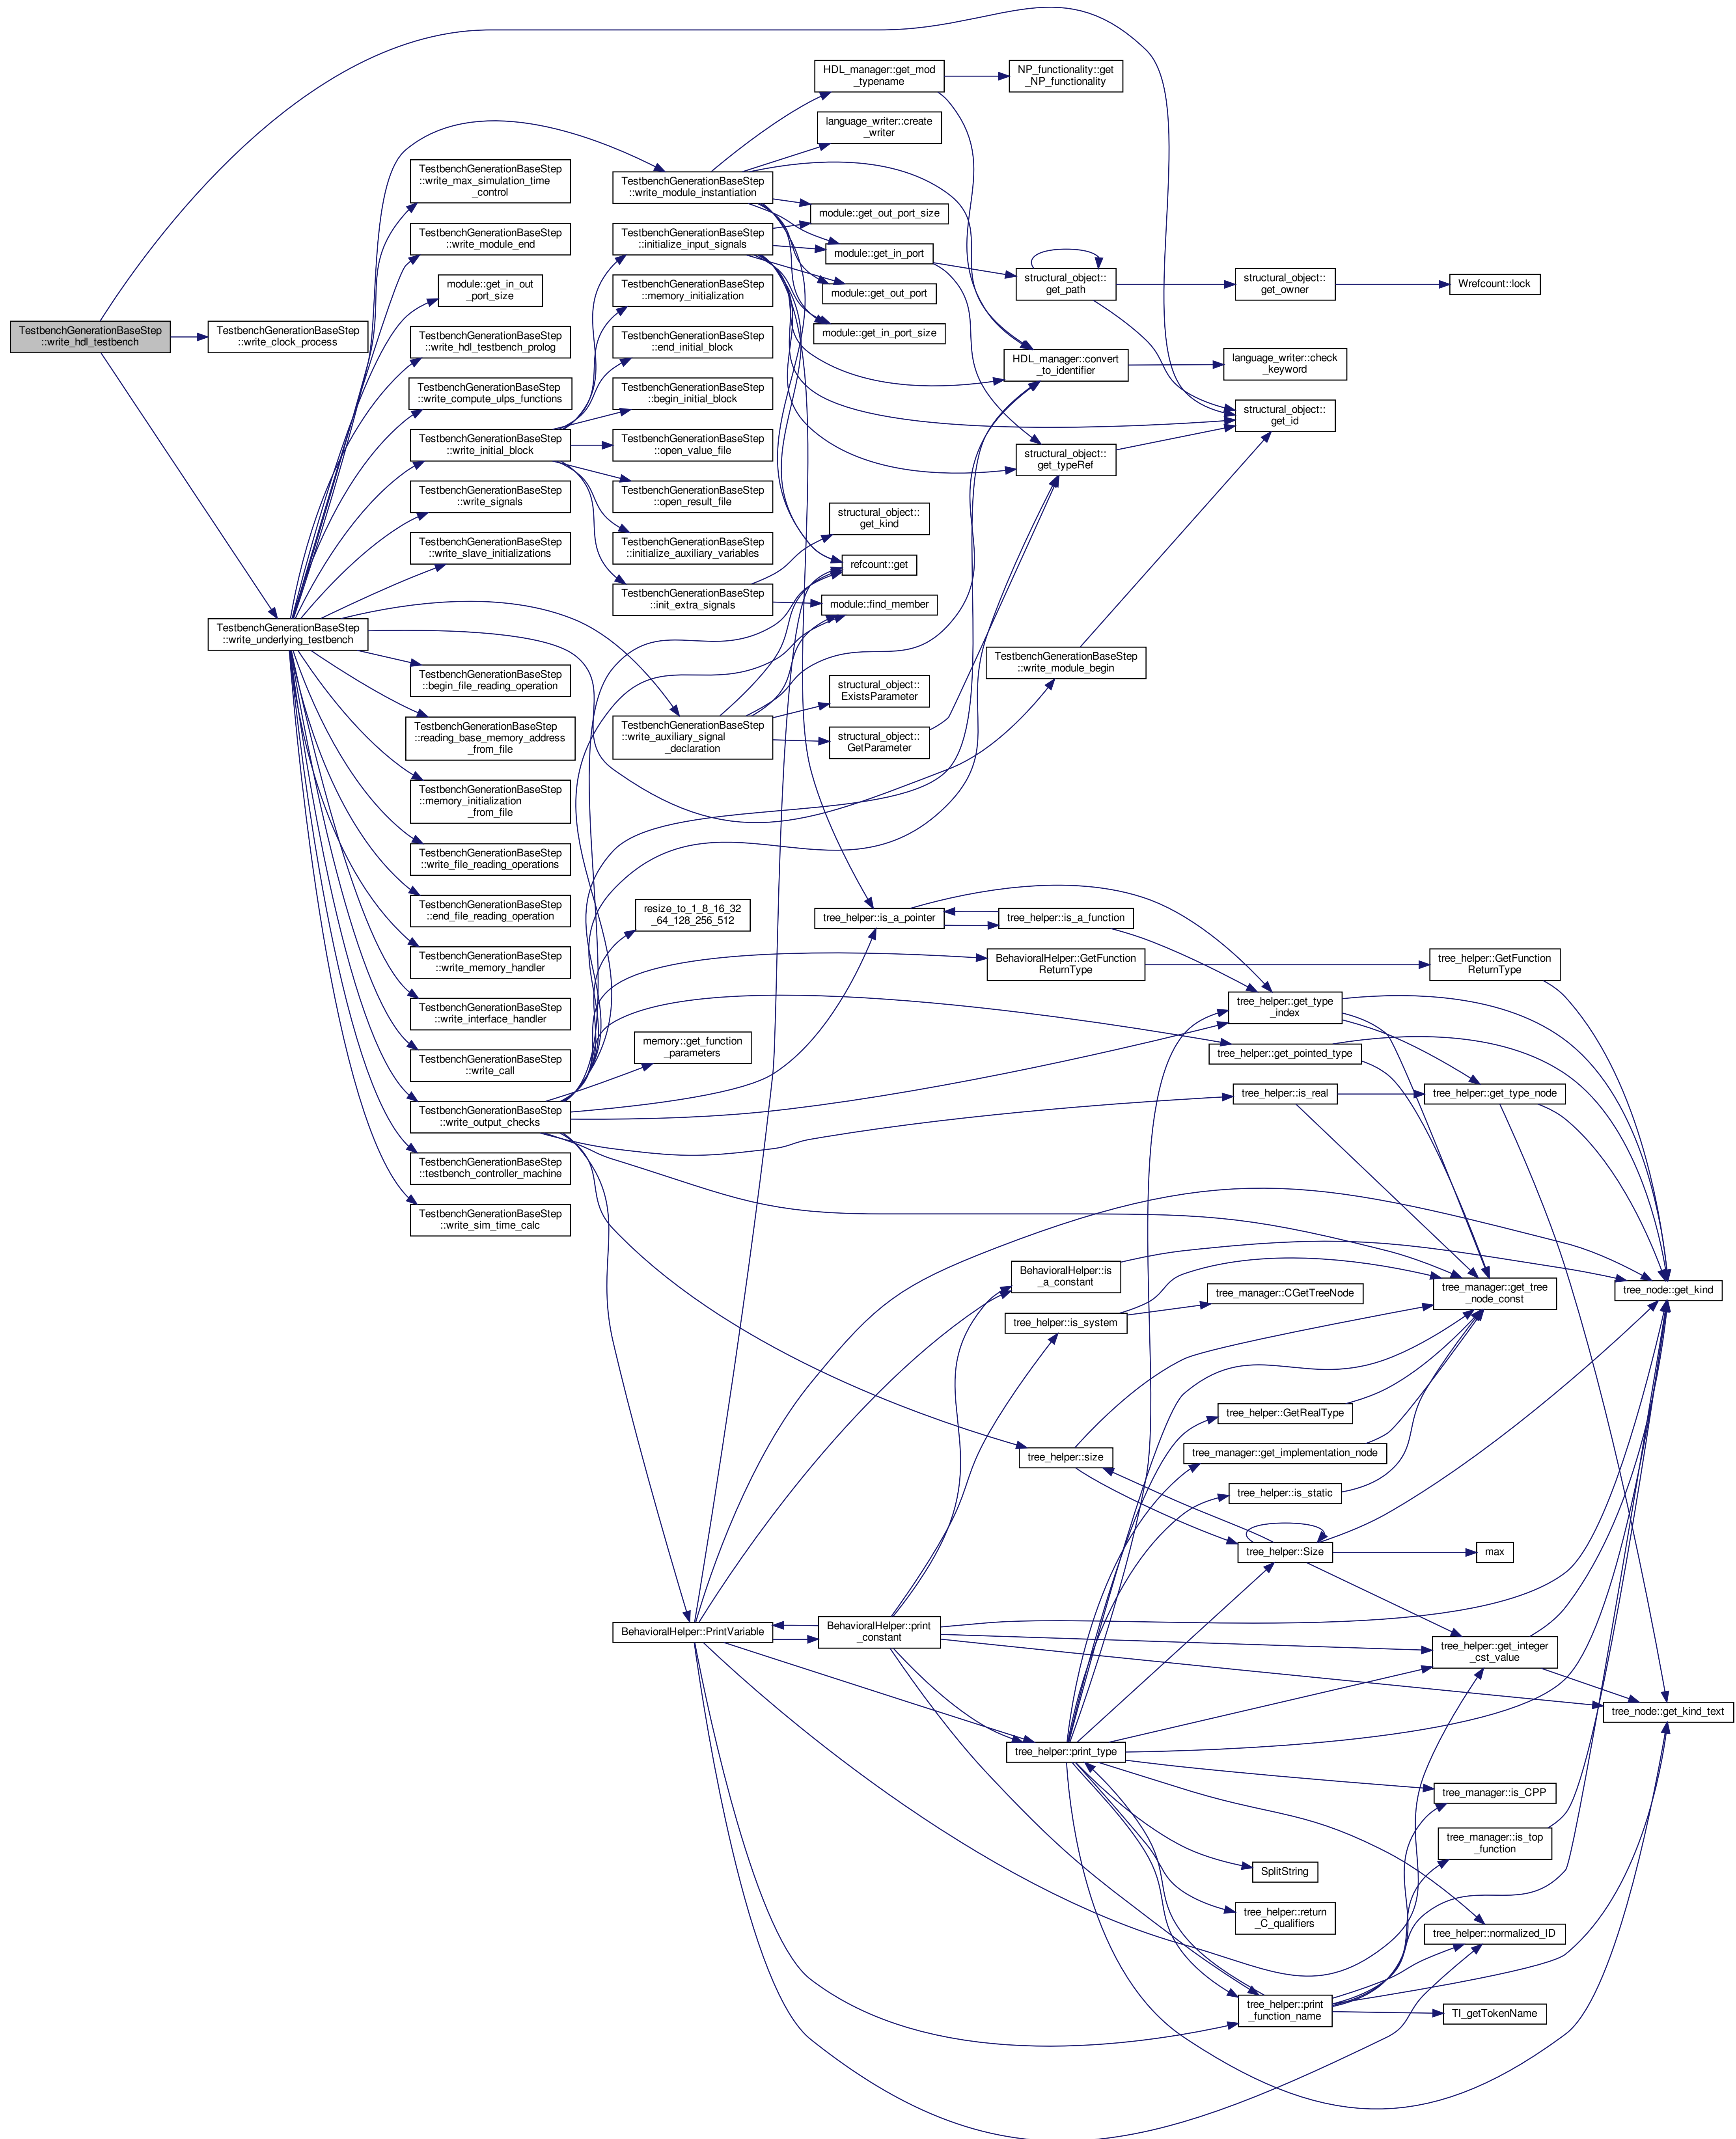 TestbenchGenerationBaseStep
::write_hdl_testbench
TestbenchGenerationBaseStep
::write_clock_process
TestbenchGenerationBaseStep
::write_underlying_testbench
TestbenchGenerationBaseStep
::write_max_simulation_time
_control
TestbenchGenerationBaseStep
::write_module_end
module::get_in_out
_port_size
TestbenchGenerationBaseStep
::write_hdl_testbench_prolog
TestbenchGenerationBaseStep
::write_compute_ulps_functions
TestbenchGenerationBaseStep
::write_initial_block
TestbenchGenerationBaseStep
::write_signals
TestbenchGenerationBaseStep
::write_slave_initializations
TestbenchGenerationBaseStep
::begin_file_reading_operation
TestbenchGenerationBaseStep
::reading_base_memory_address
_from_file
TestbenchGenerationBaseStep
::memory_initialization
_from_file
TestbenchGenerationBaseStep
::write_file_reading_operations
TestbenchGenerationBaseStep
::end_file_reading_operation
TestbenchGenerationBaseStep
::write_memory_handler
TestbenchGenerationBaseStep
::write_interface_handler
TestbenchGenerationBaseStep
::write_call
TestbenchGenerationBaseStep
::write_output_checks
TestbenchGenerationBaseStep
::testbench_controller_machine
TestbenchGenerationBaseStep
::write_sim_time_calc
TestbenchGenerationBaseStep
::write_module_instantiation
TestbenchGenerationBaseStep
::initialize_input_signals
TestbenchGenerationBaseStep
::memory_initialization
TestbenchGenerationBaseStep
::end_initial_block
TestbenchGenerationBaseStep
::begin_initial_block
TestbenchGenerationBaseStep
::open_value_file
TestbenchGenerationBaseStep
::open_result_file
TestbenchGenerationBaseStep
::initialize_auxiliary_variables
TestbenchGenerationBaseStep
::init_extra_signals
TestbenchGenerationBaseStep
::write_auxiliary_signal
_declaration
resize_to_1_8_16_32
_64_128_256_512
memory::get_function
_parameters
BehavioralHelper::PrintVariable
HDL_manager::get_mod
_typename
language_writer::create
_writer
module::get_out_port_size
module::get_in_port
module::get_out_port
module::get_in_port_size
structural_object::
get_kind
refcount::get
module::find_member
structural_object::
ExistsParameter
structural_object::
GetParameter
tree_helper::is_a_pointer
BehavioralHelper::print
_constant
NP_functionality::get
_NP_functionality
structural_object::
get_path
HDL_manager::convert
_to_identifier
structural_object::
get_typeRef
TestbenchGenerationBaseStep
::write_module_begin
tree_helper::is_a_function
BehavioralHelper::GetFunction
ReturnType
BehavioralHelper::is
_a_constant
tree_helper::is_system
tree_helper::size
tree_helper::print_type
structural_object::
get_owner
language_writer::check
_keyword
structural_object::
get_id
tree_helper::get_type
_index
tree_helper::get_pointed_type
tree_helper::is_real
tree_manager::CGetTreeNode
tree_helper::GetRealType
tree_manager::get_implementation_node
tree_helper::is_static
tree_helper::Size
SplitString
tree_helper::return
_C_qualifiers
tree_helper::print
_function_name
Wrefcount::lock
tree_helper::GetFunction
ReturnType
tree_helper::get_type_node
tree_manager::get_tree
_node_const
max
tree_helper::get_integer
_cst_value
tree_manager::is_CPP
tree_manager::is_top
_function
tree_helper::normalized_ID
TI_getTokenName
tree_node::get_kind
tree_node::get_kind_text